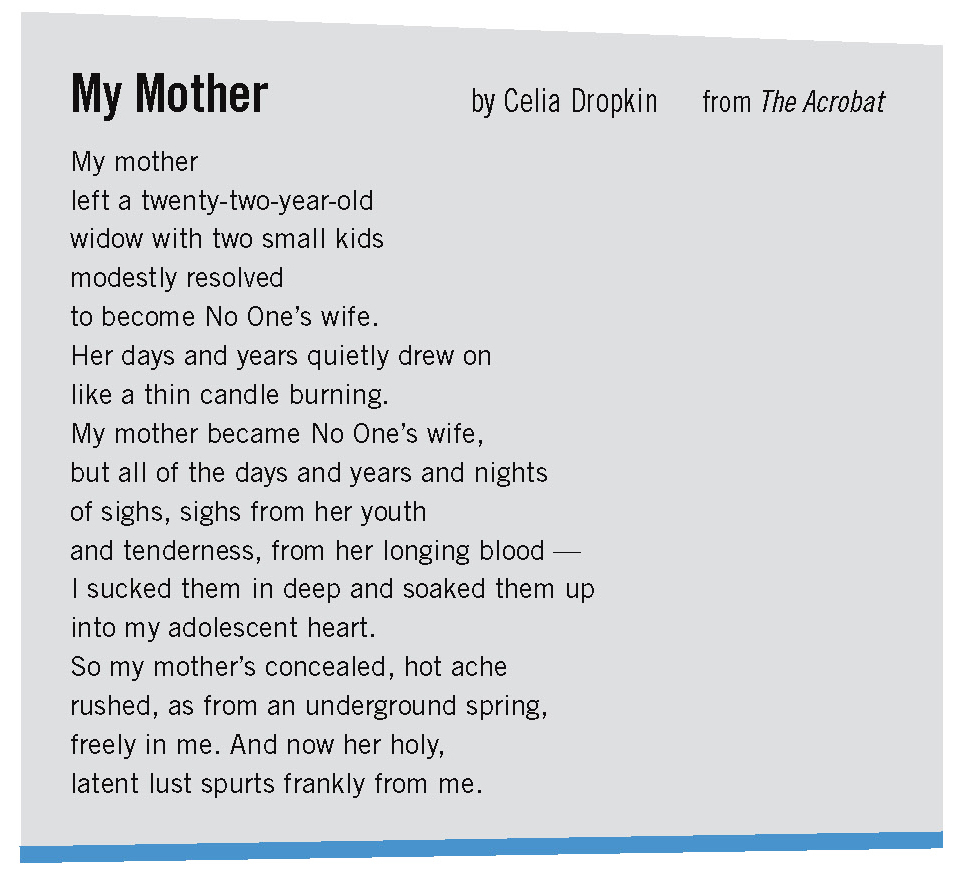 My Mother by Celia Dropkin from The Acrobat
My mother
left a twenty-two-year-old
widow with two small kids
modestly resolved
to become No One’s wife.
Her days and years quietly drew on
like a thin candle burning.
My mother became No One’s wife,
but all of the days and years and nights
of sighs, sighs from her youth
and tenderness, from her longing blood —
I sucked them in deep and soaked them up
into my adolescent heart.
So my mother’s concealed, hot ache
rushed, as from an underground spring,
freely in me. And now her holy,
latent lust spurts frankly from me.